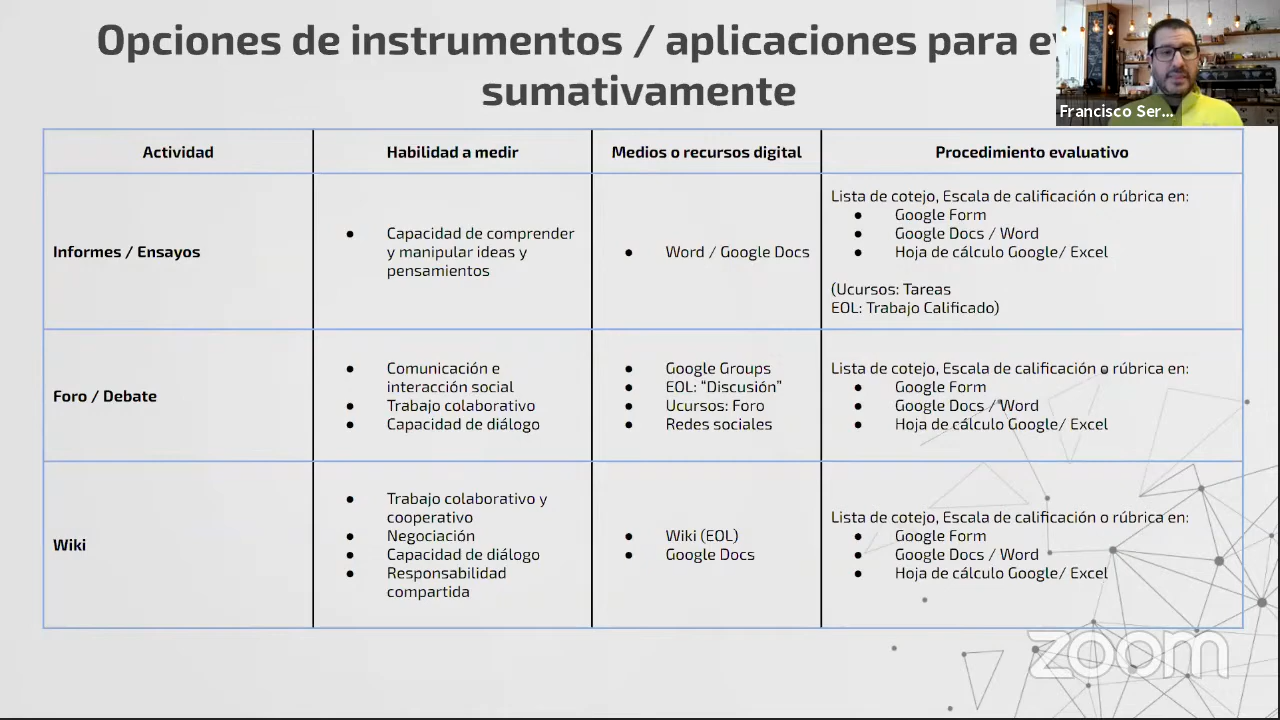 Opciones de instrumentos / aplicaciones para
sumativamente
Francisco Ser...
Actividad
Habilidad a medir
Medios o recursos digital
Procedimiento evaluativo
Informes / Ensayos
● Capacidad de comprender
y manipular ideas y
pensamientos
● Word / Google Docs
Lista de cotejo, Escala de calificación o rúbrica en:
● Google Form
● Google Docs / Word
● Hoja de cálculo Google/ Excel
(Ucursos: Tareas
EOL: Trabajo Calificado)
Foro / Debate
● Comunicación e
interacción social
● Trabajo colaborativo
● Capacidad de diálogo
● Google Groups
● EOL: “Discusión”
● Ucursos: Foro
● Redes sociales
Lista de cotejo, Escala de calificación o rúbrica en:
● Google Form
● Google Docs / Word
● Hoja de cálculo Google/ Excel
Wiki
● Trabajo colaborativo y
cooperativo
● Negociación
● Capacidad de diálogo
● Responsabilidad
compartida
● Wiki (EOL)
● Google Docs
Lista de cotejo, Escala de calificación o rúbrica en:
● Google Form
● Google Docs / Word
● Hoja de cálculo Google/ Excel
zoom